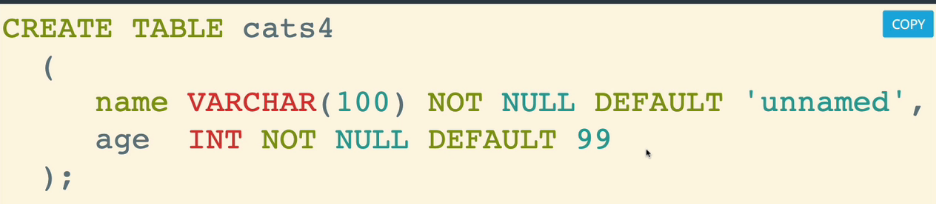 CREATE TABLE cats4
COPY
(
name VARCHAR(100) NOT NULL DEFAULT 'unnamed',
age INT NOT NULL DEFAULT 99
);